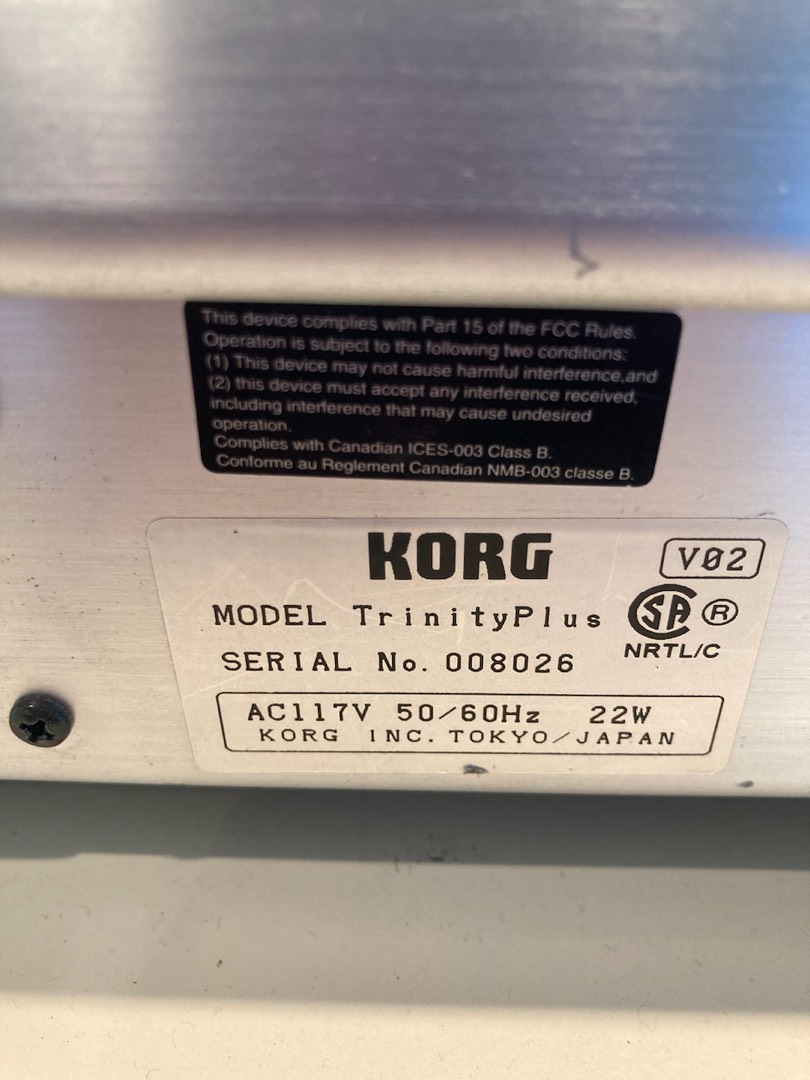 This device complies with Part 15 of the FCC Rules.
Operation is subject to the following two conditions:
(1) This device may not cause harmful interference,and
(2) this device must accept any interference received,
including interference that may cause undesired
operation.
Complies with Canadian ICES-003 Class B.
Conforme au Reglement Canadian NMB-003 classe B.
KORG
V02
MODEL TrinityPlus
SA ®
NRTL/C
SERIAL No. 008026
AC117V 50/60Hz 22W
KORG INC. TOKYO/JAPAN